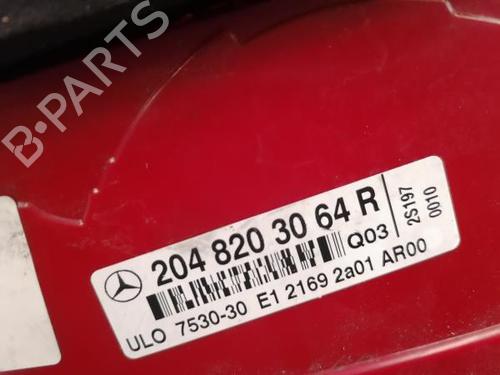 B-PARTS
204 820 30 64 R
Q03
ULO 7530-30 E1 2169 2a01 AR00
2S197
0010